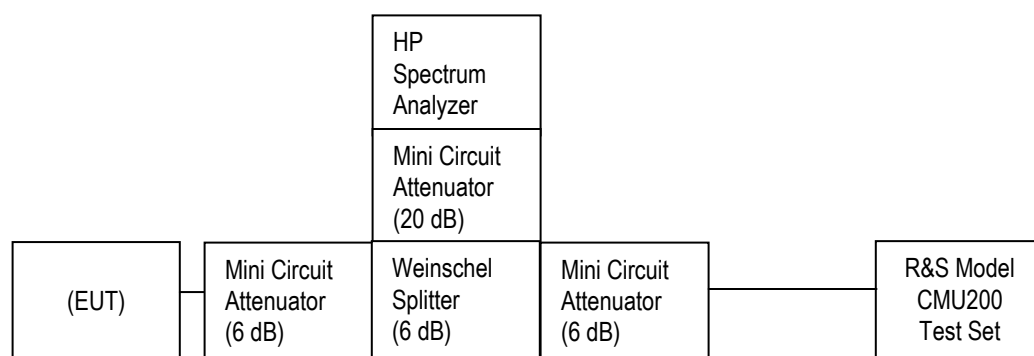 HP
Spectrum
Analyzer
Mini Circuit
Attenuator
(20 dB)
(EUT)
Mini Circuit
Attenuator
(6 dB)
Weinschel
Splitter
(6 dB)
Mini Circuit
Attenuator
(6 dB)
R&S Model
CMU200
Test Set